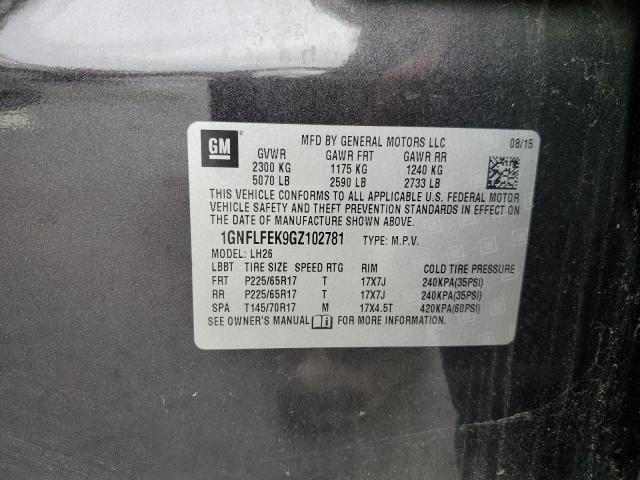 GM MFD BY GENERAL MOTORS LLC 08/15
GVWR GAWR FRT GAWR RR
2300 KG 1175 KG 1240 KG
5070 LB 2590 LB 2733 LB
THIS VEHICLE CONFORMS TO ALL APPLICABLE U.S. FEDERAL MOTOR
VEHICLE SAFETY AND THEFT PREVENTION STANDARDS IN EFFECT ON
THE DATE OF MANUFACTURE SHOWN ABOVE.
1GNFLFEK9GZ102781 TYPE: M.P.V.
MODEL: LH26
LBBT TIRE SIZE SPEED RTG RIM COLD TIRE PRESSURE
FRT P225/65R17 T 17X7J 240KPA(35PSI)
RR P225/65R17 T 17X7J 240KPA(35PSI)
SPA T145/70R17 M 17X4.5T 420KPA(60PSI)
SEE OWNER'S MANUAL FOR MORE INFORMATION.